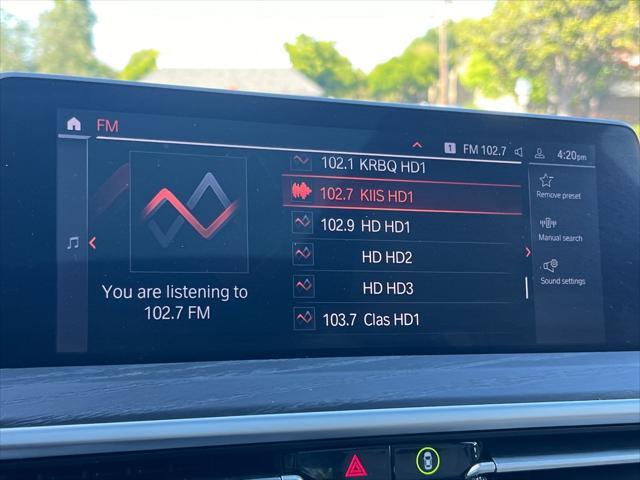 FM
1 FM 102.7
4:20pm
102.1 KRBQ HD1
102.7 KIIS HD1
102.9 HD HD1
HD HD2
HD HD3
103.7 Clas HD1
You are listening to
102.7 FM
Remove preset
Manual search
Sound settings